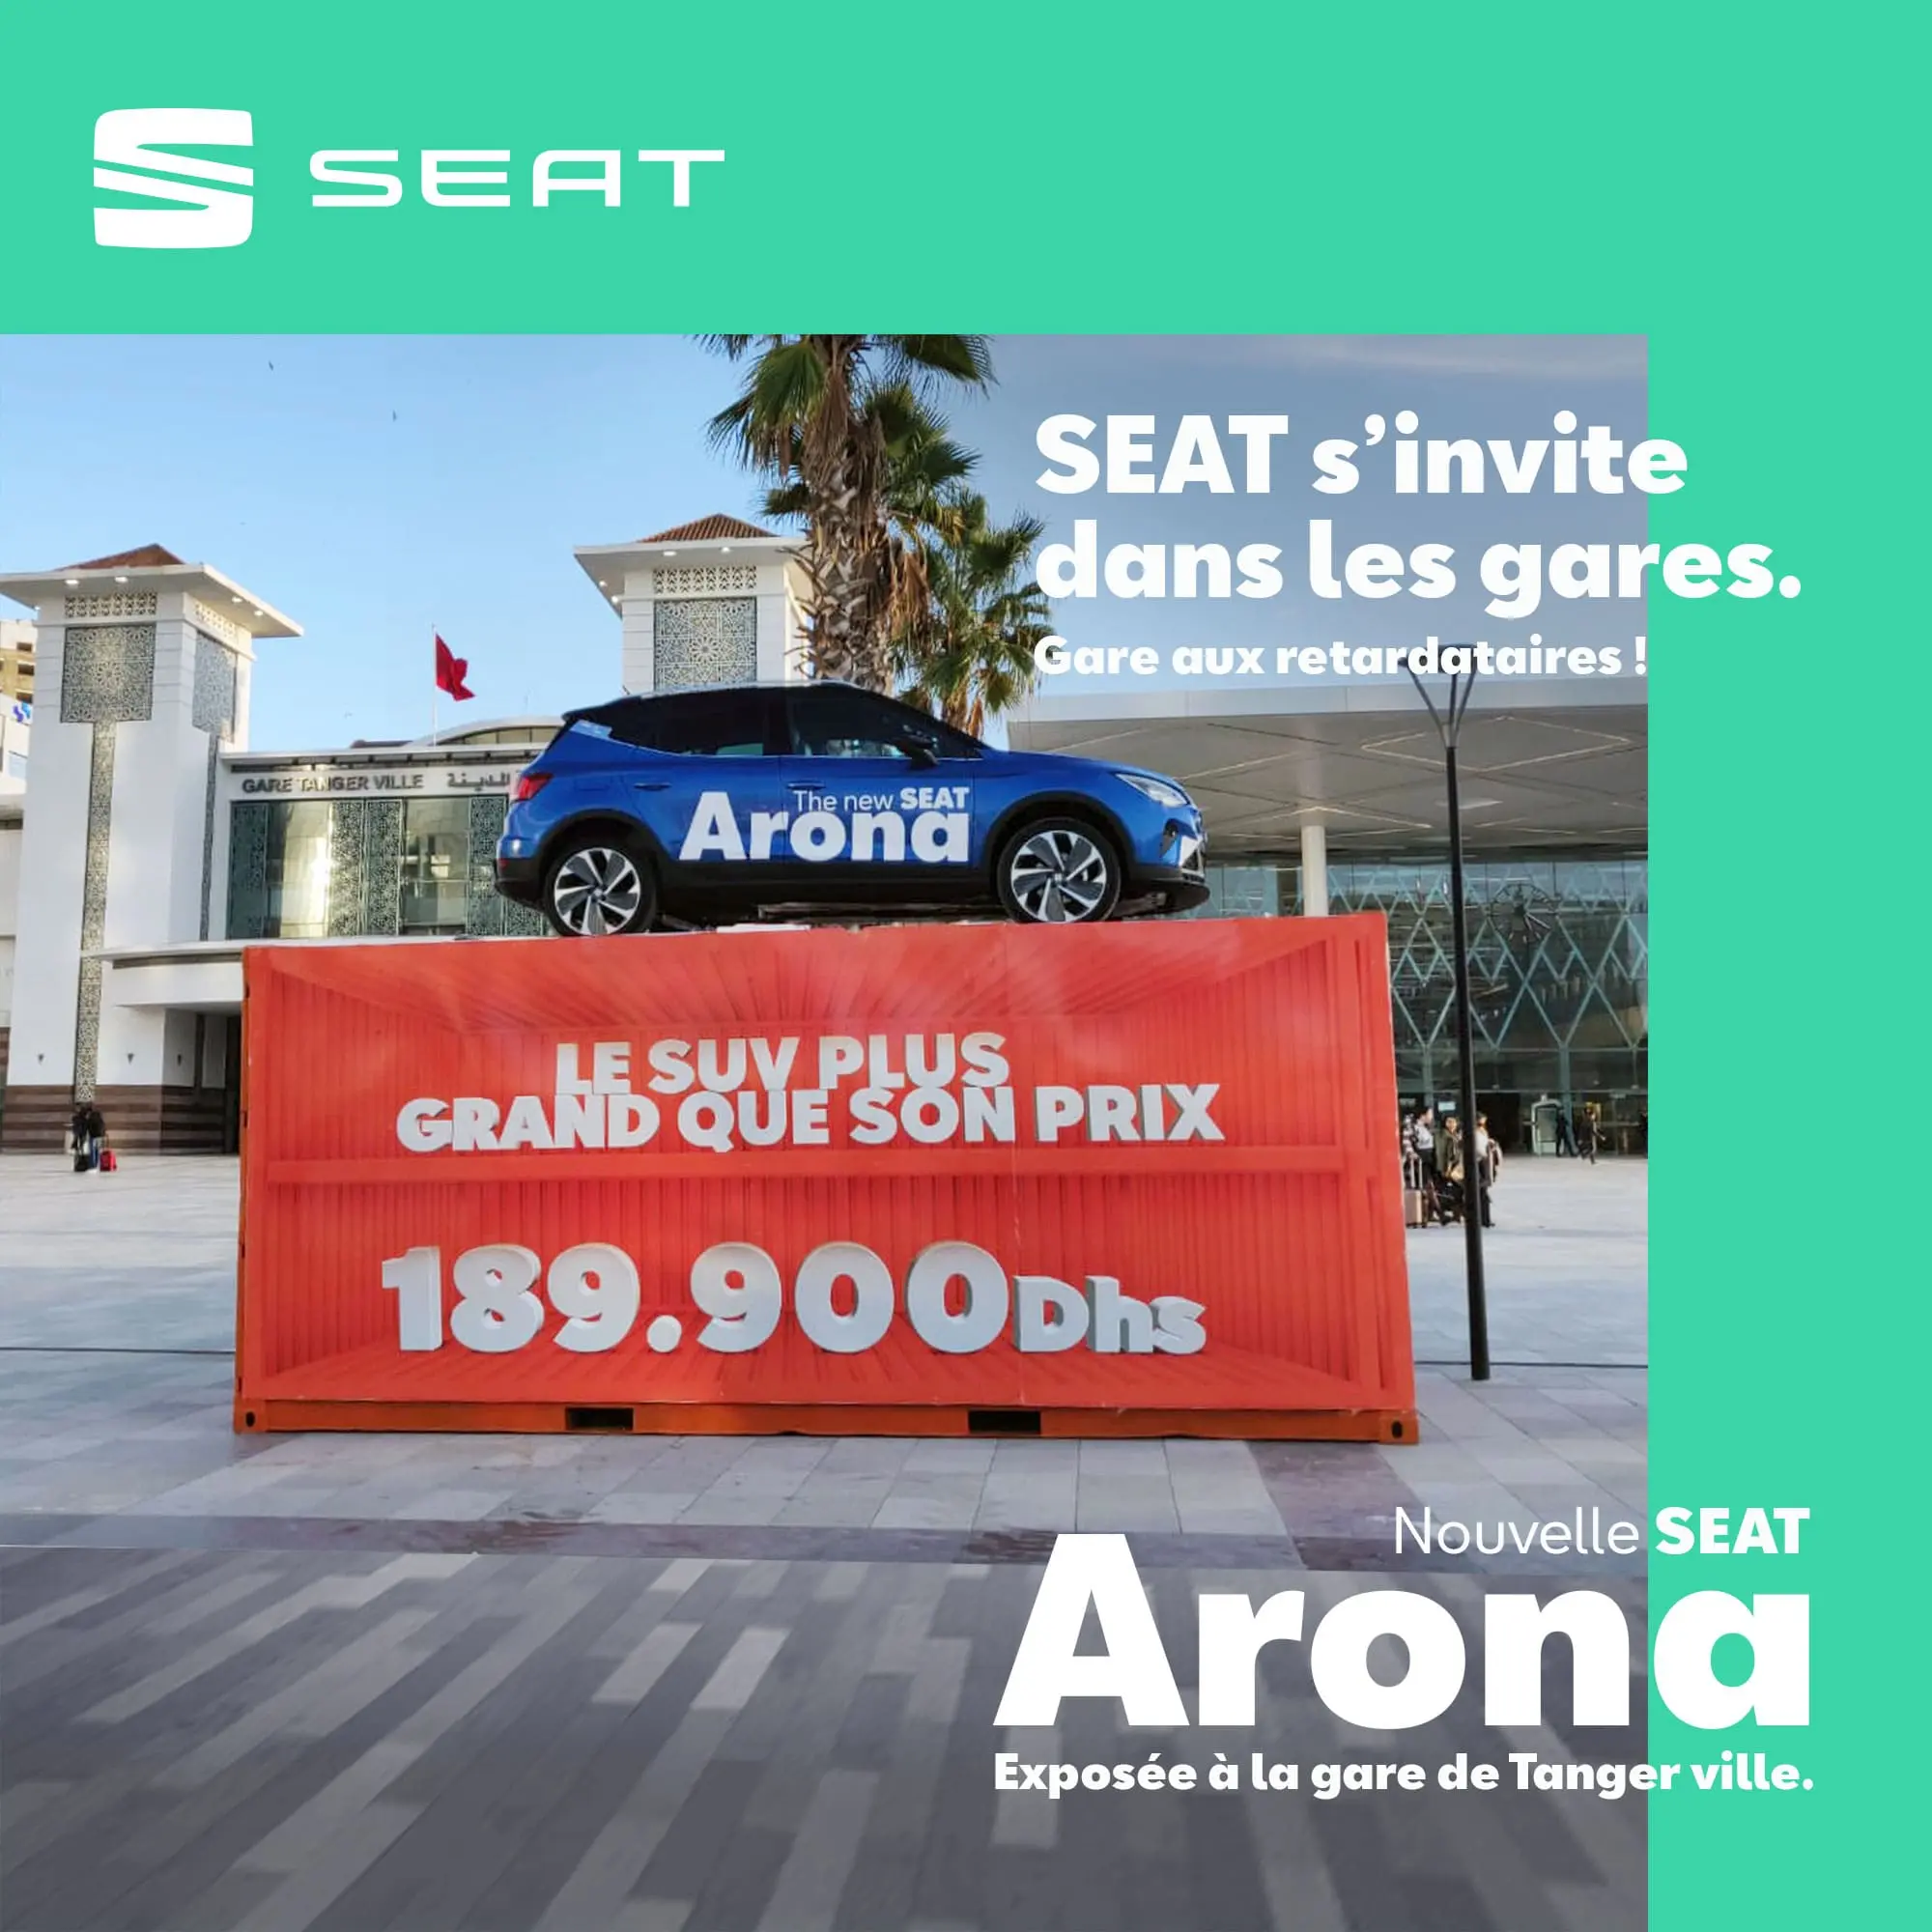 SEAT
SEAT s’invite
dans les gares.
Gare aux retardataires !
GARE TANGER VILLE
The new SEAT
Arona
LE SUV PLUS
GRAND QUE SON PRIX
189.900Dhs
Nouvelle SEAT
Arona
Exposée à la gare de Tanger ville.